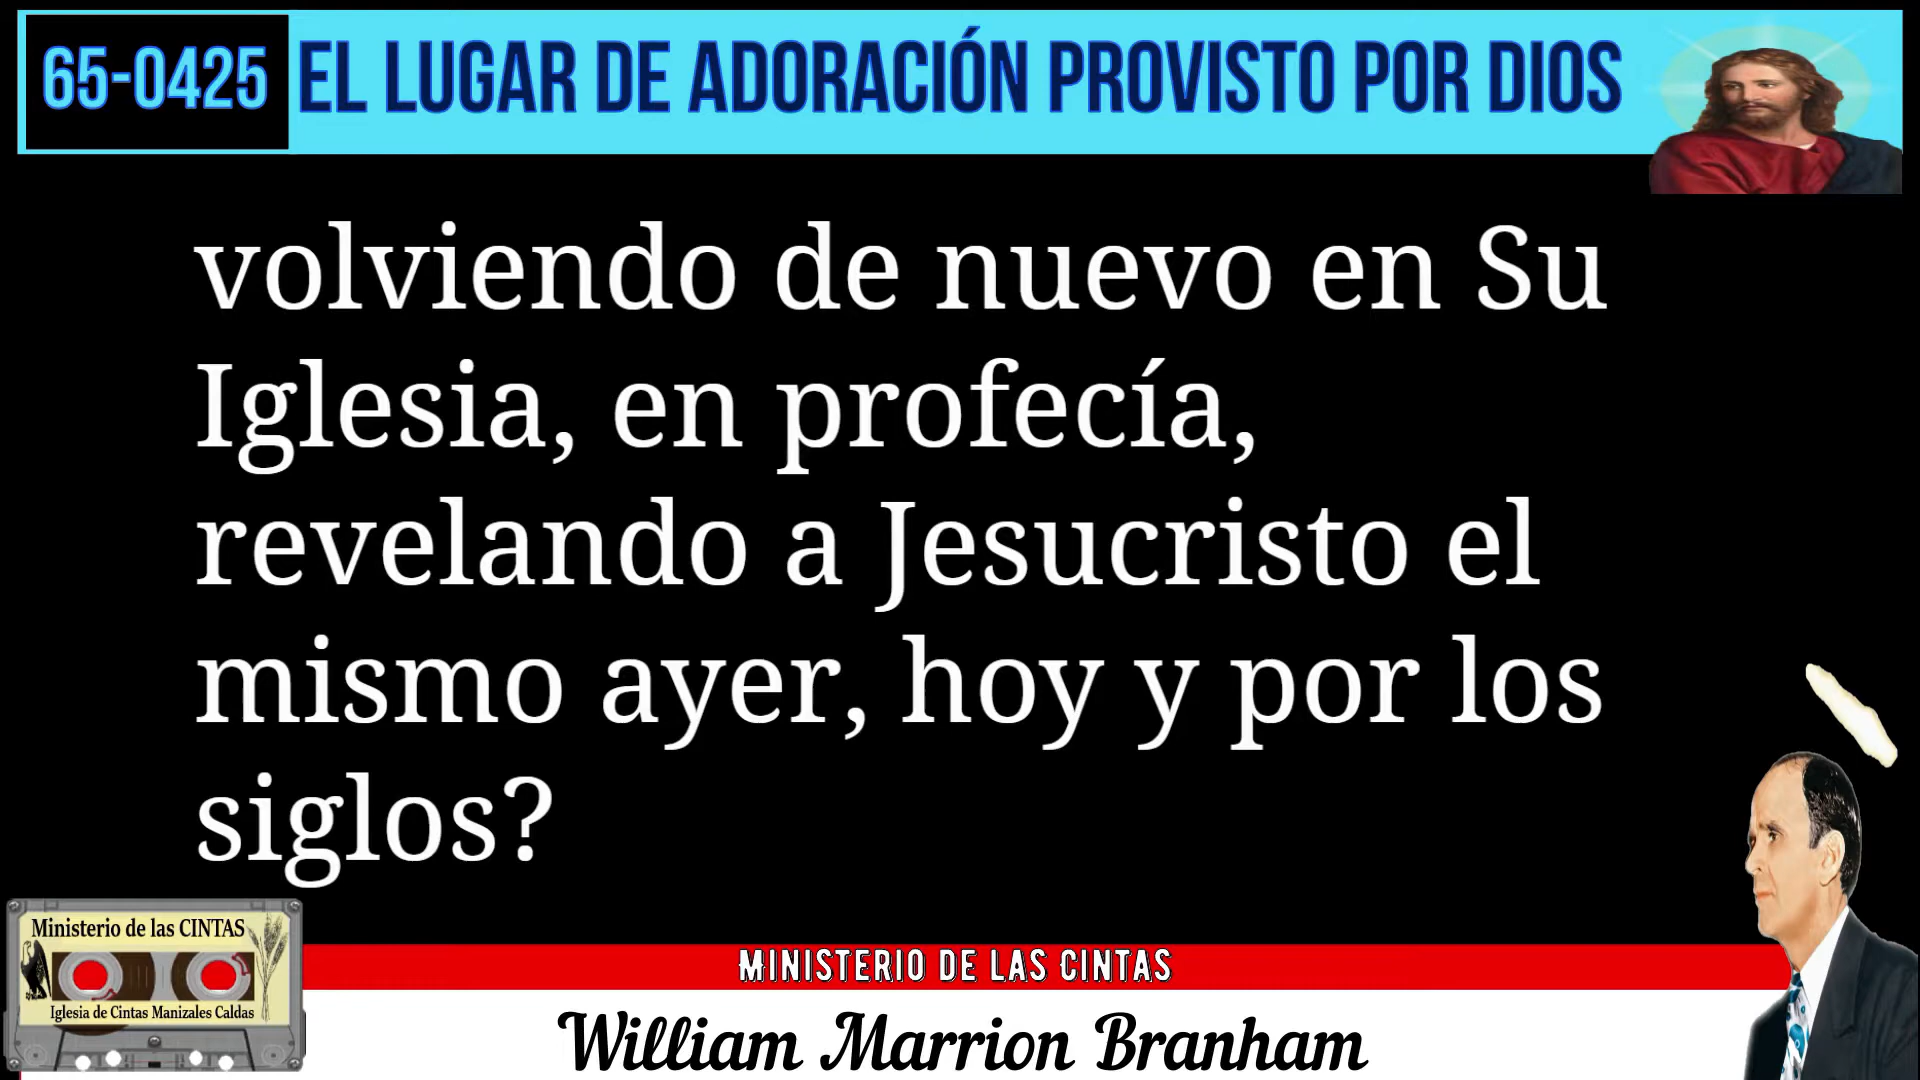 65-0425
EL LUGAR DE ADORACIÓN PROVISTO POR DIOS
volviendo de nuevo en Su
Iglesia, en profecía,
revelando a Jesucristo el
mismo ayer, hoy y por los
siglos?
Ministerio de las CINTAS
Iglesia de Cintas Manizales Caldas
MINISTERIO DE LAS CINTAS
William Marrion Branham